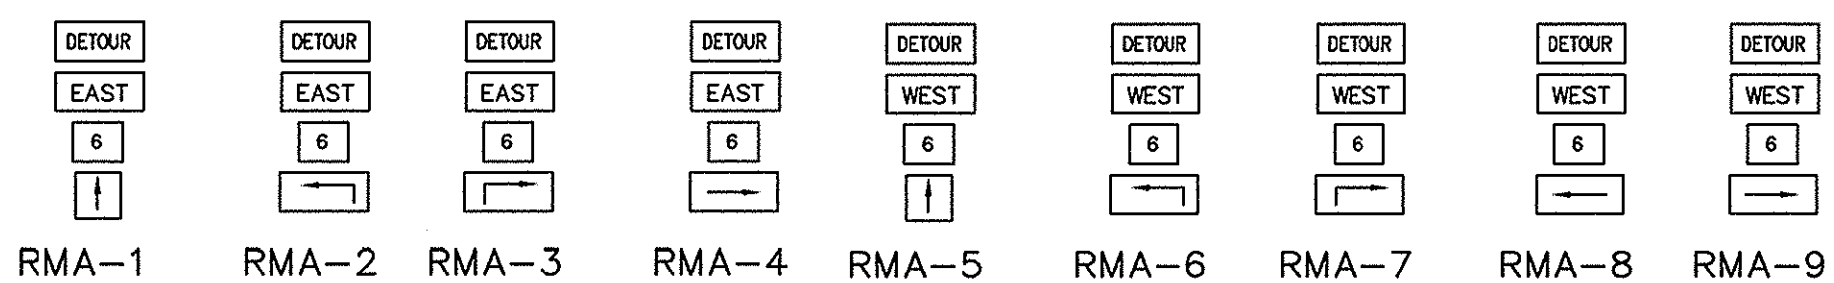 DETOUR DETOUR DETOUR DETOUR DETOUR DETOUR DETOUR DETOUR DETOUR
EAST EAST EAST EAST WEST WEST WEST WEST WEST
6 6 6 6 6 6 6 6 6
RMA-1 RMA-2 RMA-3 RMA-4 RMA-5 RMA-6 RMA-7 RMA-8 RMA-9